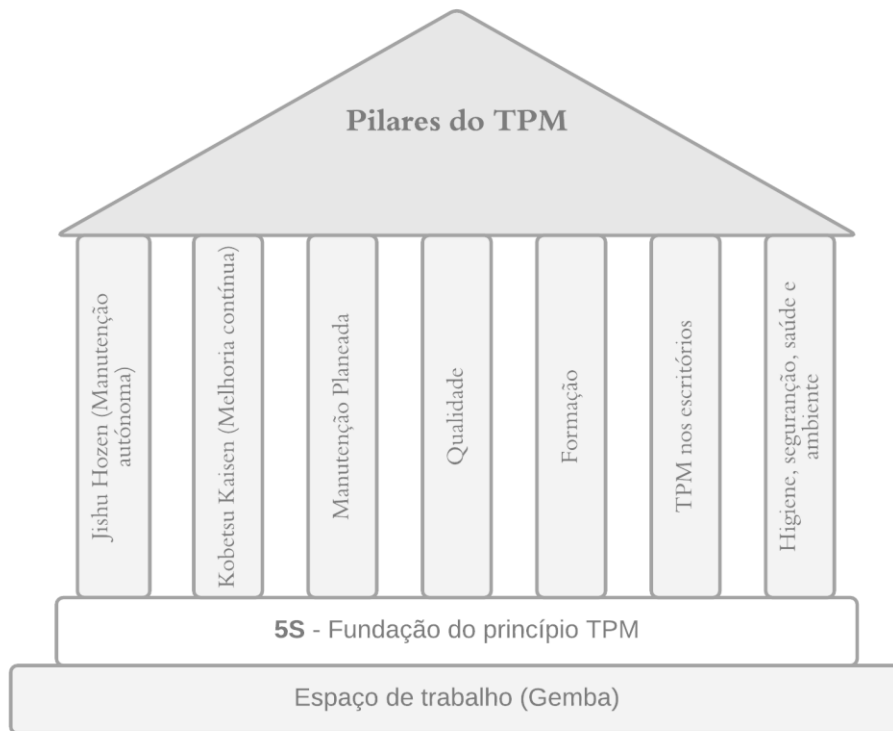 Pilares do TPM
Jishu Hozen (Manutenção
autónoma)
Kobetsu Kaisen (Melhoria contínua)
Manutenção Planeada
Qualidade
Formação
TPM nos escritórios
Higiene, seguranção, saúde e
ambiente
5S - Fundação do princípio TPM
Espaço de trabalho (Gemba)